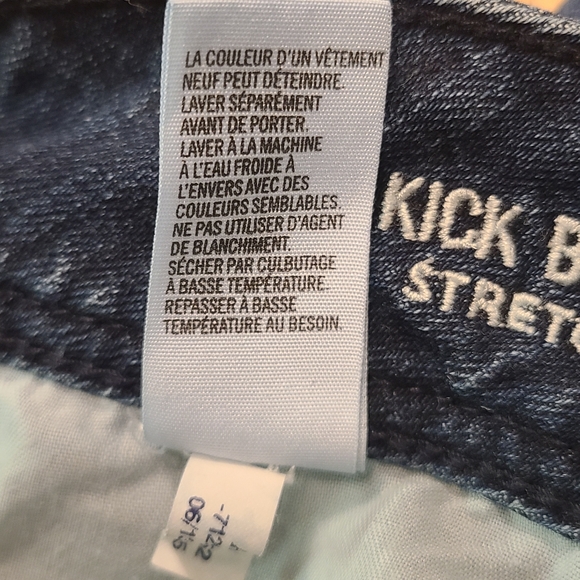 LA COULEUR D'UN VÊTEMENT
NEUF PEUT DÉTEINDRE.
LAVER SÉPARÉMENT
AVANT DE PORTER.
LAVER À LA MACHINE
À L'EAU FROIDE À
L'ENVERS AVEC DES
COULEURS SEMBLABLES.
NE PAS UTILISER D'AGENT
DE BLANCHIMENT.
SÉCHER PAR CULBUTAGE
À BASSE TEMPÉRATURE.
REPASSER À BASSE
TEMPÉRATURE AU BESOIN.
KICK B
STRETC
-7122
06/15